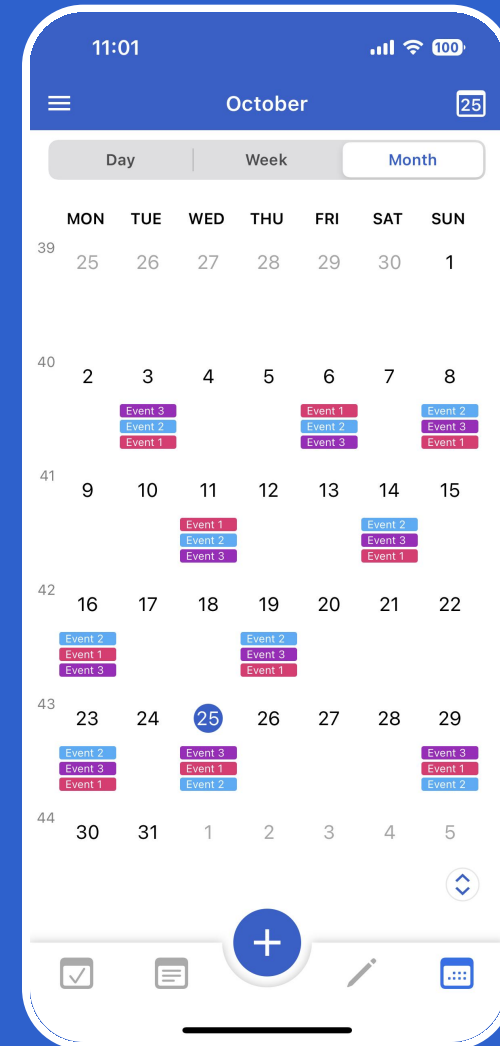 11:01 100
October 25
Day Week Month
MON TUE WED THU FRI SAT SUN
39 25 26 27 28 29 30 1
40 2 3 4 5 6 7 8
Event 3 Event 1 Event 2
Event 2 Event 2 Event 3
Event 1 Event 3 Event 1
41 9 10 11 12 13 14 15
Event 1 Event 2
Event 2 Event 3
Event 3 Event 1
42 16 17 18 19 20 21 22
Event 2 Event 2
Event 1 Event 3
Event 3 Event 1
43 23 24 25 26 27 28 29
Event 2 Event 3 Event 3
Event 3 Event 1 Event 1
Event 1 Event 2 Event 2
44 30 31 1 2 3 4 5